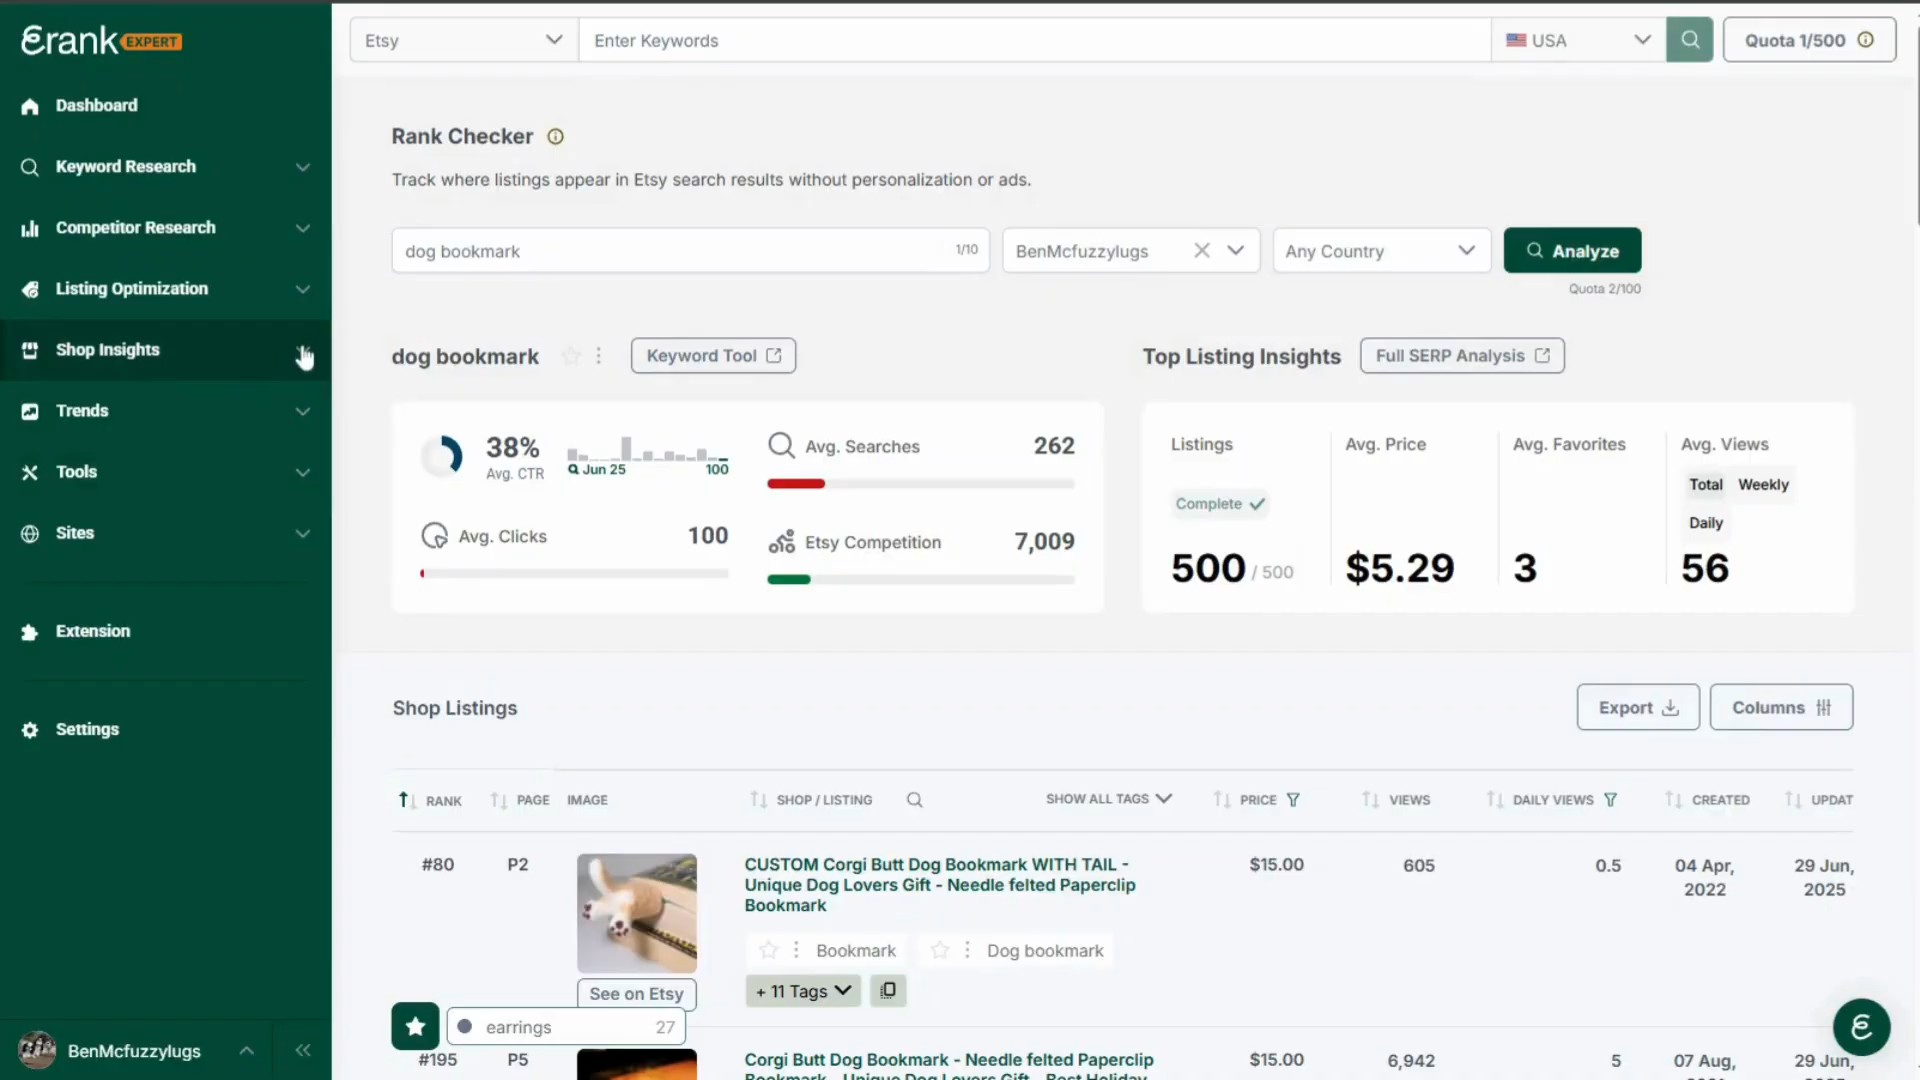 erank EXPERT
Etsy
Enter Keywords
USA
Quota 1/500
Dashboard
Keyword Research
Competitor Research
Listing Optimization
Shop Insights
Trends
Tools
Sites
Extension
Settings
BenMcfuzzylugs
Rank Checker
Track where listings appear in Etsy search results without personalization or ads.
dog bookmark
1/10
BenMcfuzzylugs
Any Country
Analyze
Quota 2/100
dog bookmark
Keyword Tool
Top Listing Insights
Full SERP Analysis
38%
Avg. CTR
Jun 25
100
Avg. Searches
262
Avg. Clicks
100
Etsy Competition
7,009
Listings
Complete
500 / 500
Avg. Price
$5.29
Avg. Favorites
3
Avg. Views
Total Weekly
Daily
56
Shop Listings
Export
Columns
RANK PAGE IMAGE SHOP / LISTING SHOW ALL TAGS PRICE VIEWS DAILY VIEWS CREATED UPDAT
#80 P2
CUSTOM Corgi Butt Dog Bookmark WITH TAIL -
Unique Dog Lovers Gift - Needle felted Paperclip
Bookmark
$15.00 605 0.5
04 Apr,
2022
29 Jun,
2025
Bookmark
Dog bookmark
+ 11 Tags
See on Etsy
earrings 27
#195 P5
Corgi Butt Dog Bookmark - Needle felted Paperclip
Bookmark - Unique Dog Lovers Gift - Best Holiday
$15.00 6,942 5
07 Aug,
29 Jun,